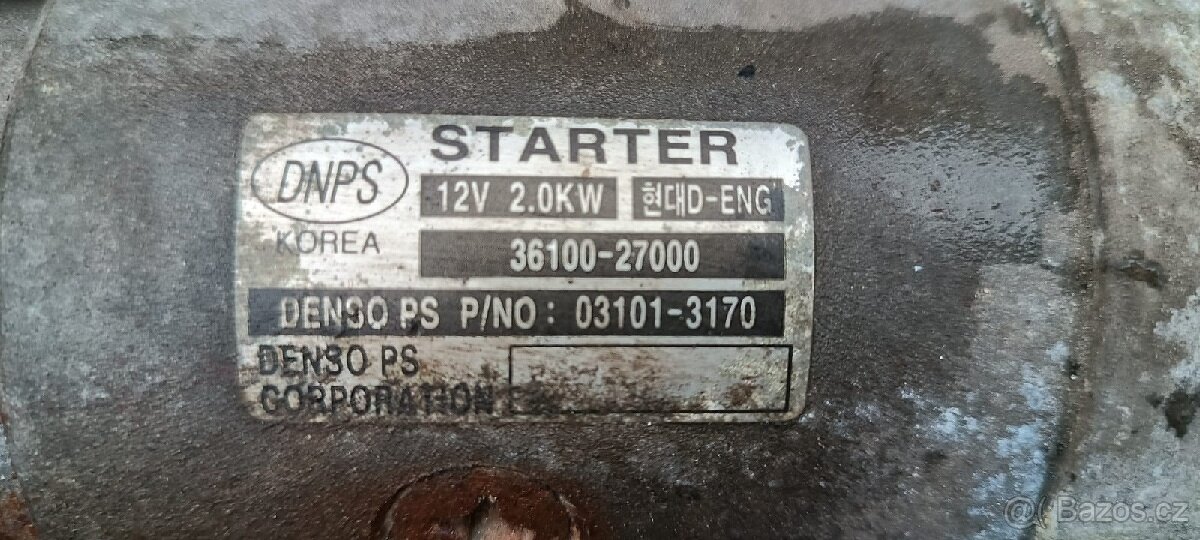 STARTER
DNPS
12V 2.0KW 현대D-ENG
KOREA
36100-27000
DENSO PS P/NO: 03101-3170
DENSO PS
CORPORATION
Bazos.cz